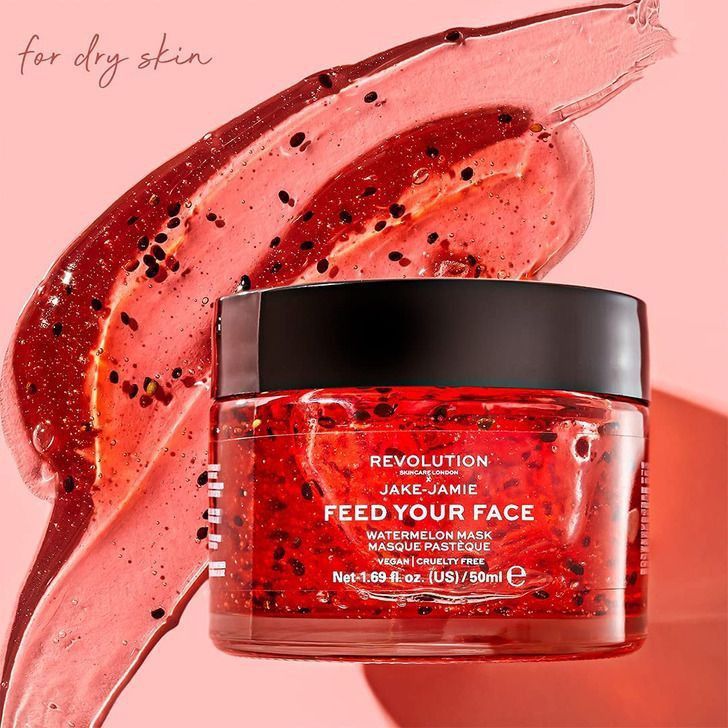 for dry skin
REVOLUTION
SKINCARE LONDON
X
JAKE-JAMIE
FEED YOUR FACE
WATERMELON MASK
MASQUE PASTÈQUE
VEGAN | CRUELTY FREE
Net 1.69 fl. oz. (US) / 50ml ℮